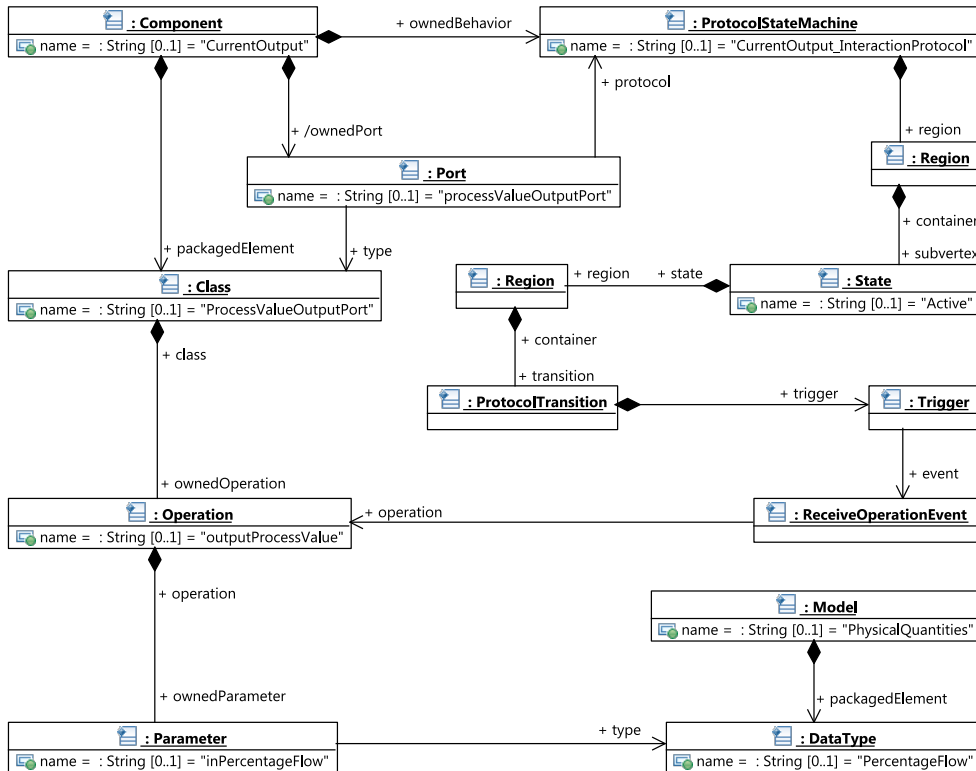 : Component
name = : String [0..1] = "CurrentOutput"
+ ownedBehavior
: ProtocolStateMachine
name = : String [0..1] = "CurrentOutput_InteractionProtocol"
+ protocol
+ /ownedPort
+ region
: Port
name = : String [0..1] = "processValueOutputPort"
: Region
+ container
+ packagedElement
+ type
+ subvertex
: Class
name = : String [0..1] = "ProcessValueOutputPort"
: Region
+ region
+ state
: State
name = : String [0..1] = "Active"
+ class
+ container
+ transition
: ProtocolTransition
+ trigger
: Trigger
+ event
+ ownedOperation
: Operation
name = : String [0..1] = "outputProcessValue"
+ operation
: ReceiveOperationEvent
+ operation
: Model
name = : String [0..1] = "PhysicalQuantities"
+ ownedParameter
+ packagedElement
: Parameter
name = : String [0..1] = "inPercentageFlow"
+ type
: DataType
name = : String [0..1] = "PercentageFlow"